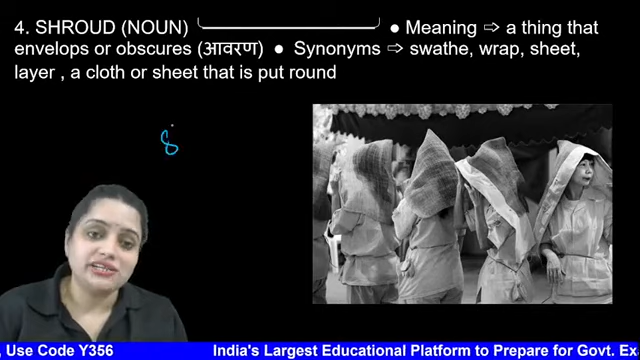 4. SHROUD (NOUN) ● Meaning ⇨ a thing that
envelops or obscures (आवरण) ● Synonyms ⇨ swathe, wrap, sheet,
layer , a cloth or sheet that is put round
8
, Use Code Y356 India's Largest Educational Platform to Prepare for Govt. Ex